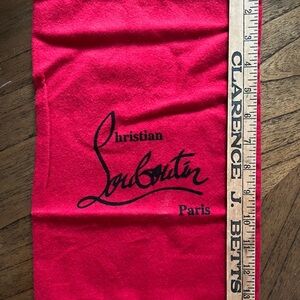 Christian
Louboutin
Paris
CLARENCE J. BETTS